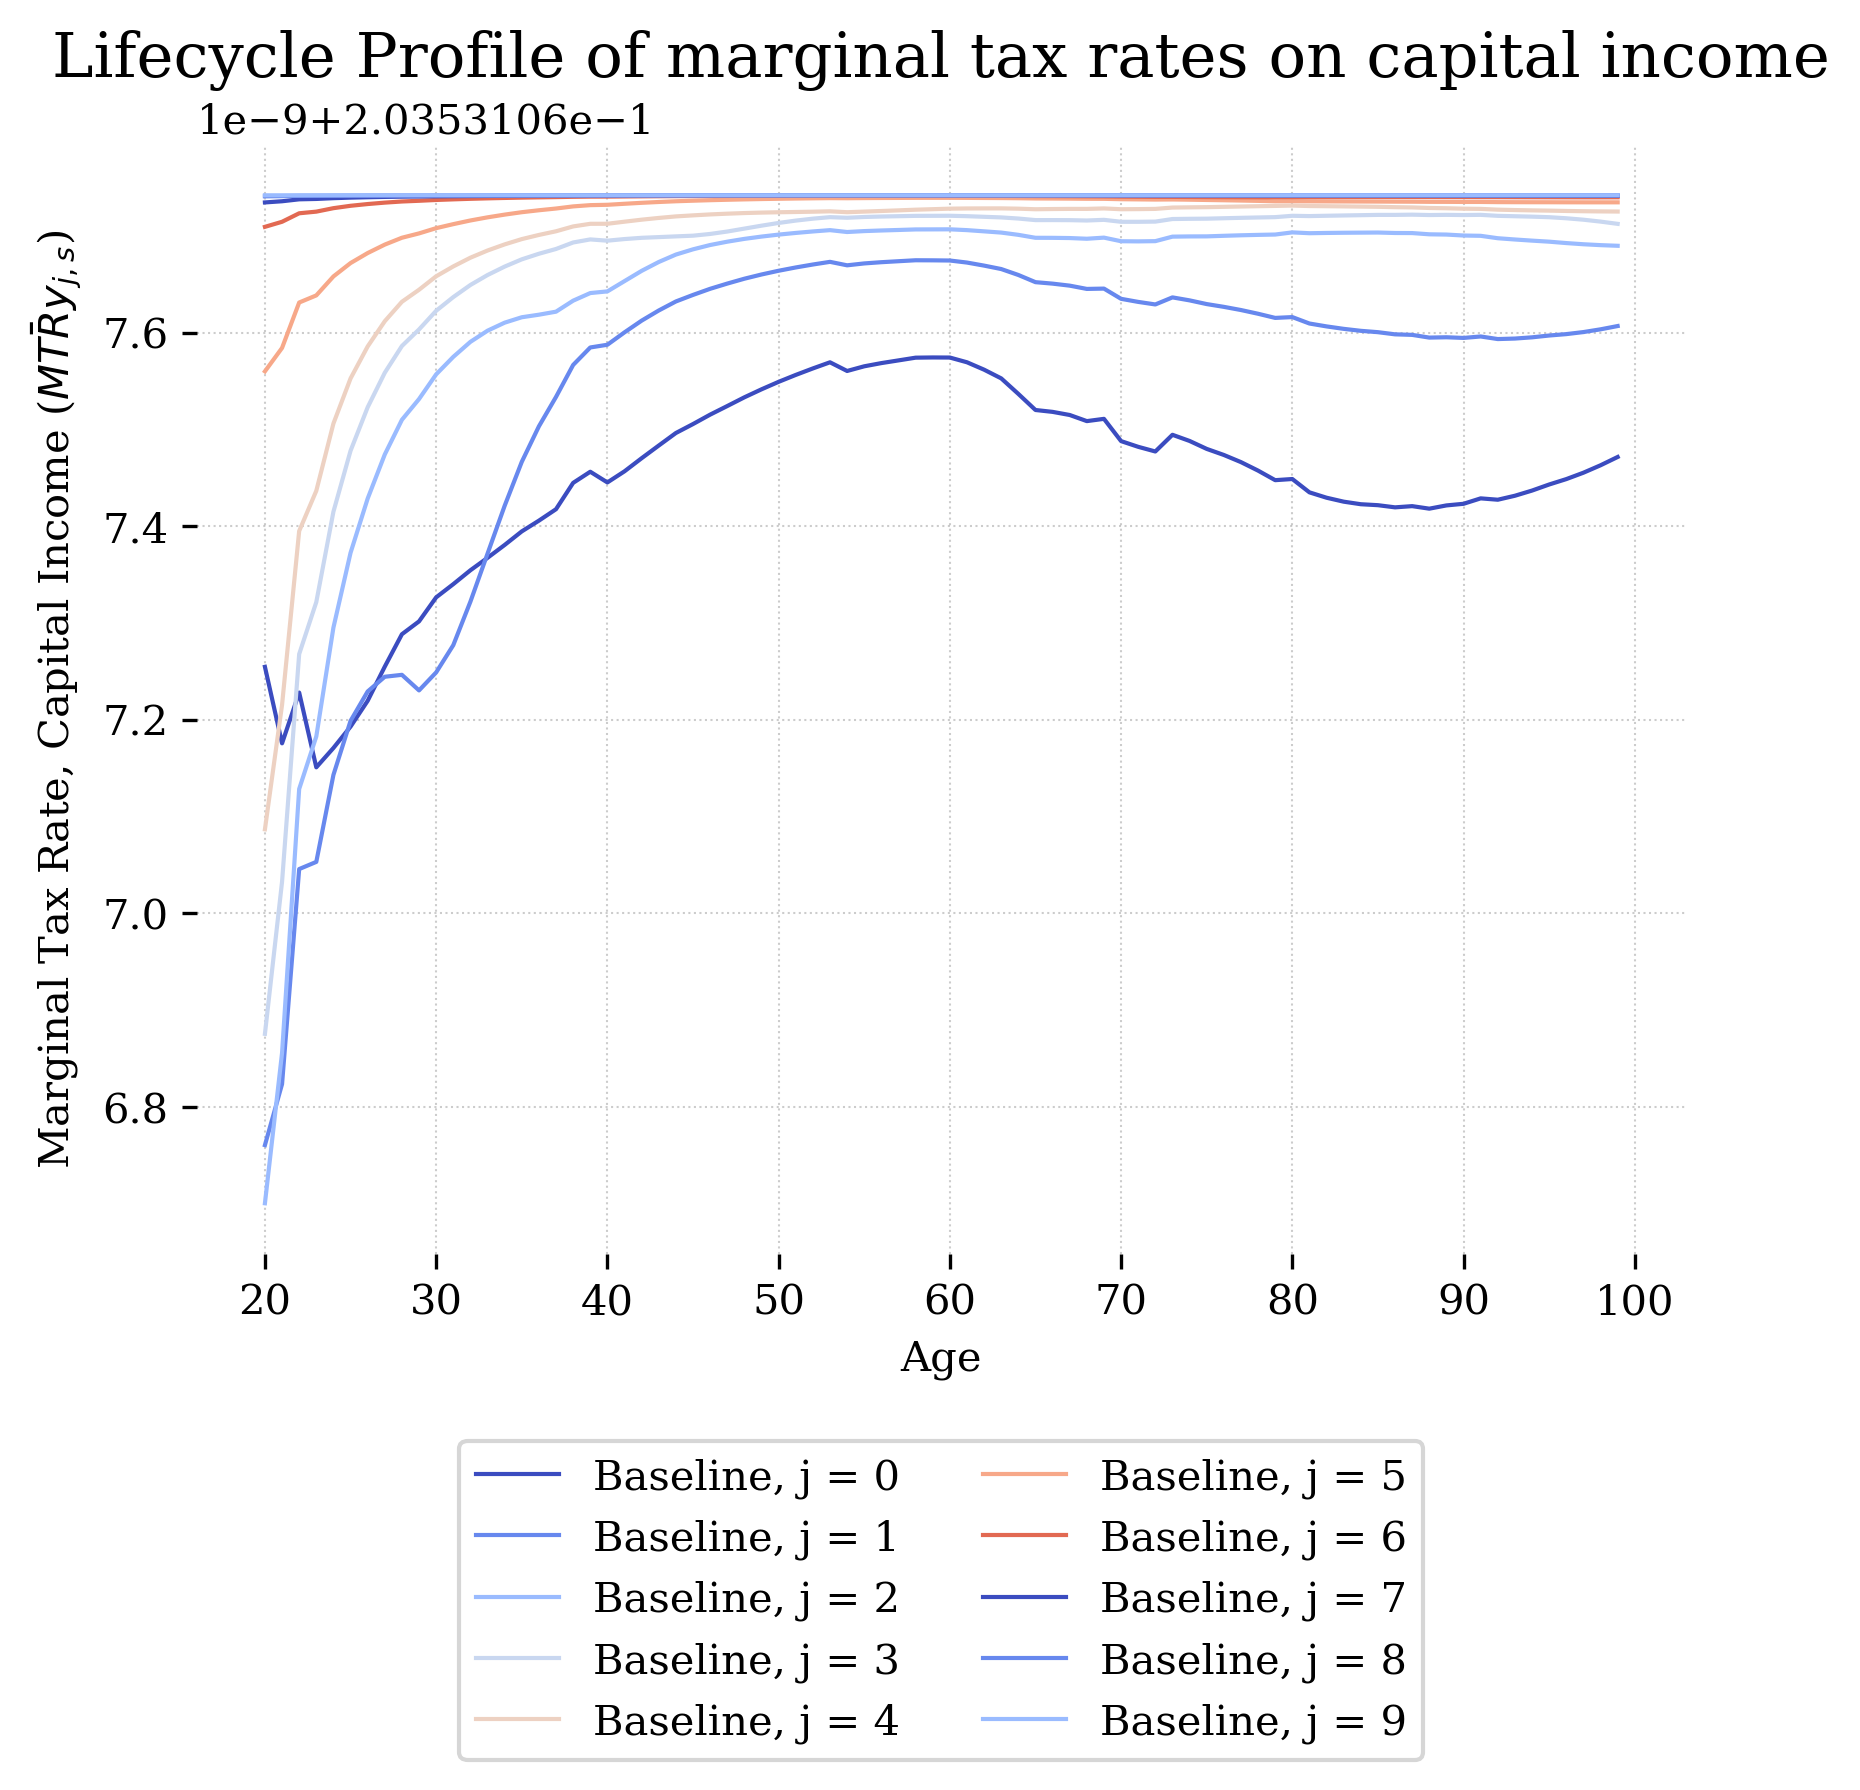 Lifecycle Profile of marginal tax rates on capital income
1e−9+2.0353106e−1
Marginal Tax Rate, Capital Income ($\bar{MTR}y_{j,s}$)
7.6
7.4
7.2
7.0
6.8
20 30 40 50 60 70 80 90 100
Age
Baseline, j = 0
Baseline, j = 1
Baseline, j = 2
Baseline, j = 3
Baseline, j = 4
Baseline, j = 5
Baseline, j = 6
Baseline, j = 7
Baseline, j = 8
Baseline, j = 9